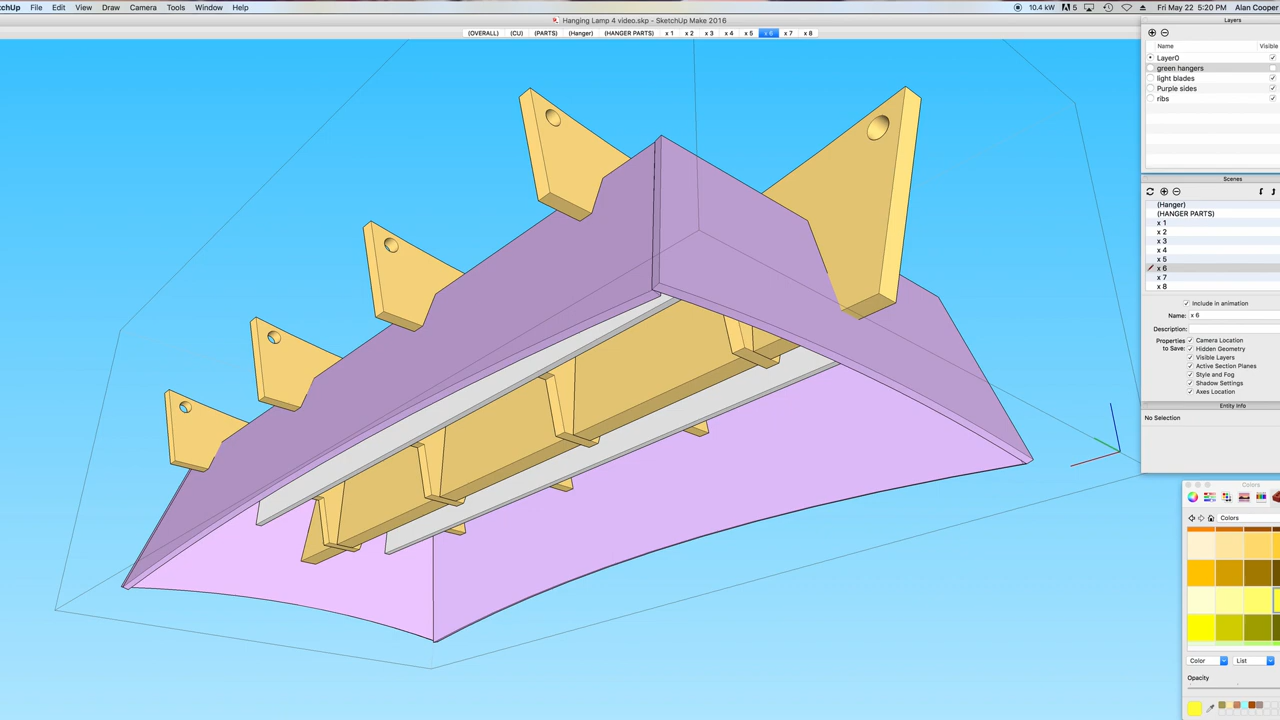 tchUp File Edit View Draw Camera Tools Window Help 10.4 kW 5 Fri May 22 5:20 PM Alan Cooper
Hanging Lamp 4 video.skp - SketchUp Make 2016
(OVERALL) (CU) (PARTS) (Hanger) (HANGER PARTS) x 1 x 2 x 3 x 4 x 5 x 6 x 7 x 8
Layers
Name Visible
Layer0
green hangers
light blades
Purple sides
ribs
Scenes
(Hanger)
(HANGER PARTS)
x 1
x 2
x 3
x 4
x 5
x 6
x 7
x 8
Include in animation
Name: x 6
Description:
Properties to Save:
Camera Location
Hidden Geometry
Visible Layers
Active Section Planes
Style and Fog
Shadow Settings
Axes Location
Entity Info
No Selection
Colors
Colors
Color List
Opacity